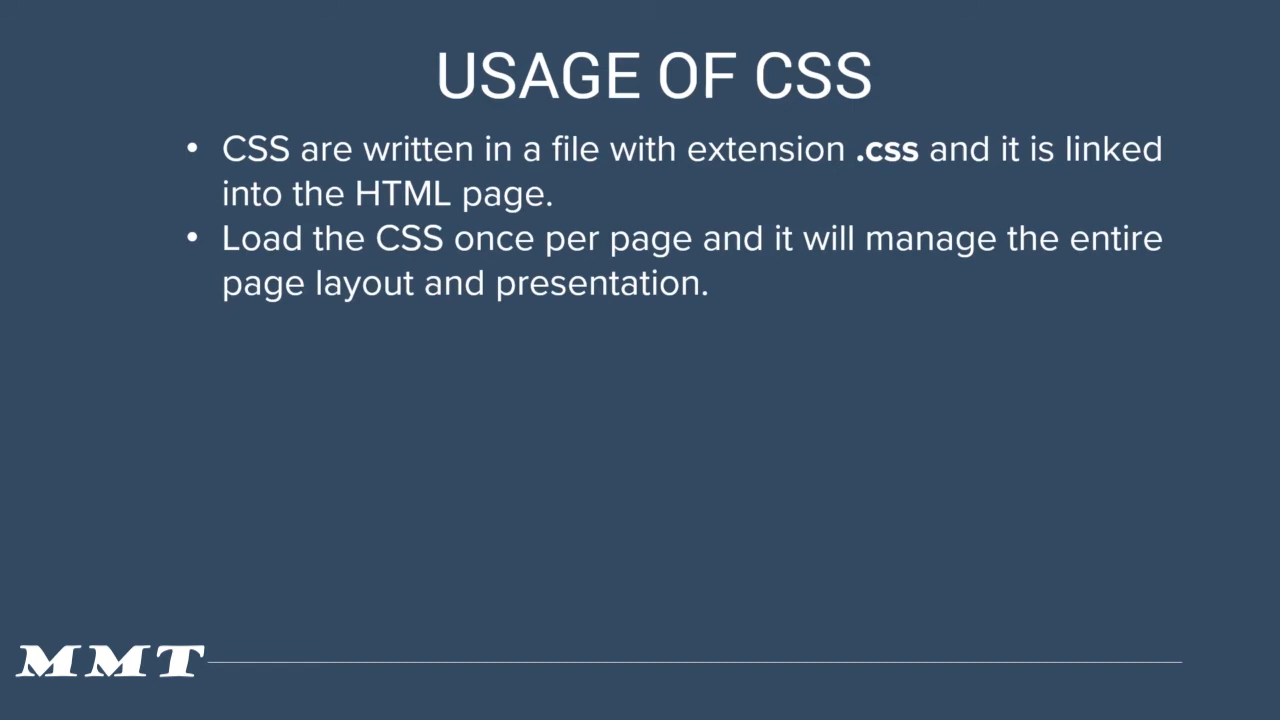 USAGE OF CSS
• CSS are written in a file with extension .css and it is linked
into the HTML page.
• Load the CSS once per page and it will manage the entire
page layout and presentation.
MMT